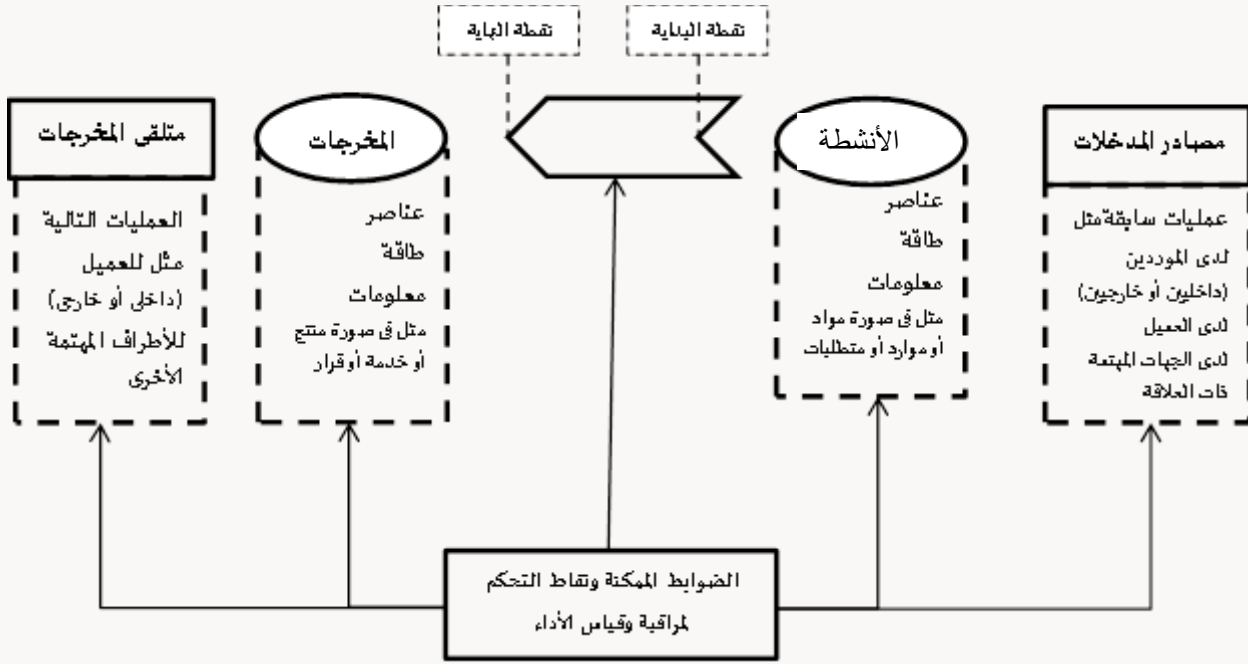 نقطة البداية
نقطة النهاية
مصادر المدخلات
عمليات سابقة مثل
لدى الموردين
(داخلين أو خارجين)
لدى العميل
لدى الجهات المهتمة
ذات العلاقة
الأنشطة
عناصر
طاقة
معلومات
مثل فى صورة مواد
أو موارد أو متطلبات
المخرجات
عناصر
طاقة
معلومات
مثل فى صورة منتج
أو خدمة أو قرار
متلقى المخرجات
العمليات التالية
مثل للعميل
(داخلى أو خارجى)
للأطراف المهتمة
الأخرى
الضوابط الممكنة ونقاط التحكم
لمراقبة وقياس الأداء